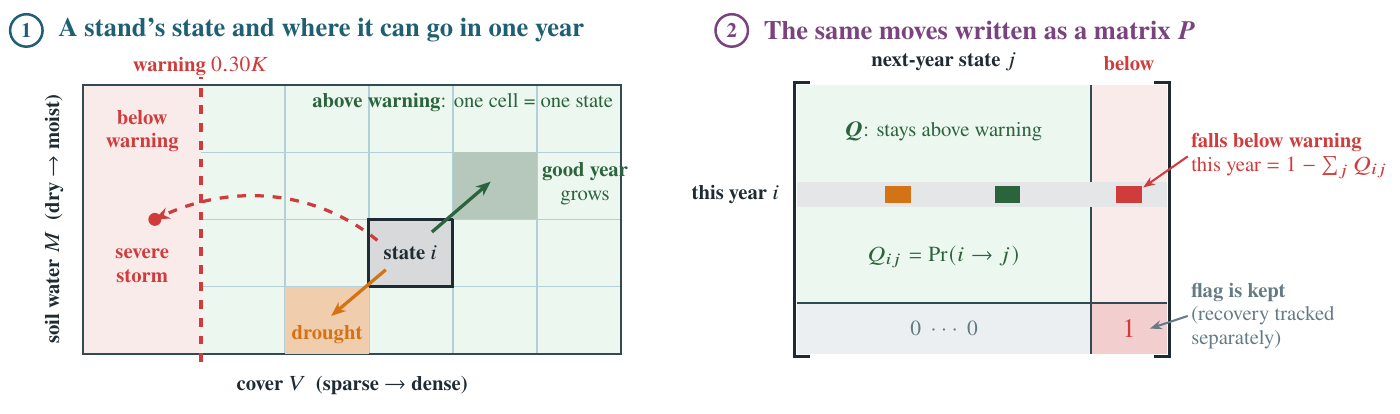 1 A stand's state and where it can go in one year
warning 0.30K
below
warning
above warning: one cell = one state
good year
grows
state i
severe
storm
drought
soil water M (dry → moist)
cover V (sparse → dense)
2 The same moves written as a matrix P
next-year state j
below
Q: stays above warning
falls below warning
this year = 1 − ∑j Qij
this year i
Qij = Pr(i → j)
flag is kept
(recovery tracked
separately)
0 ··· 0
1